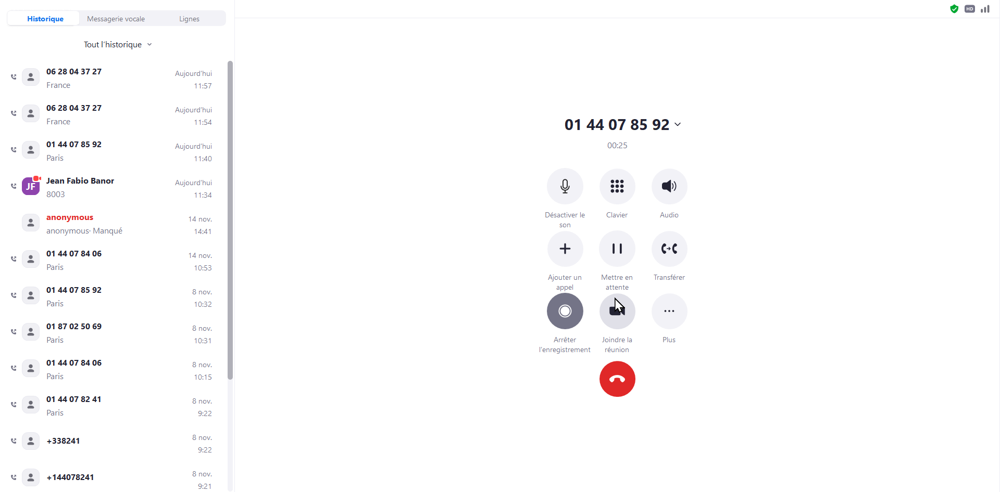 Historique Messagerie vocale Lignes
HD
Tout l'historique
06 28 04 37 27 Aujourd'hui
France 11:57
06 28 04 37 27 Aujourd'hui
France 11:54
01 44 07 85 92 Aujourd'hui
Paris 11:40
JF Jean Fabio Banor Aujourd'hui
8003 11:34
anonymous 14 nov.
anonymous· Manqué 14:41
01 44 07 84 06 14 nov.
Paris 10:53
01 44 07 85 92 8 nov.
Paris 10:32
01 87 02 50 69 8 nov.
Paris 10:31
01 44 07 84 06 8 nov.
Paris 10:15
01 44 07 82 41 8 nov.
Paris 9:22
+338241 8 nov.
9:22
+144078241 8 nov.
9:21
01 44 07 85 92
00:25
Désactiver le
son
Clavier
Audio
Ajouter un
appel
Mettre en
attente
Transférer
Arrêter
l'enregistrement
Joindre la
réunion
Plus